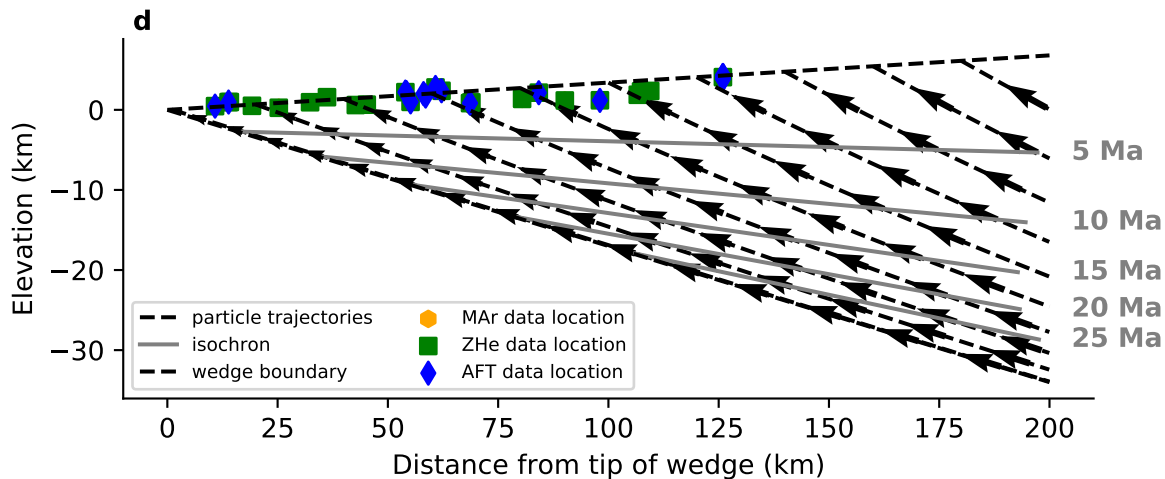 d
Elevation (km)
0
−10
−20
−30
5 Ma
10 Ma
15 Ma
20 Ma
25 Ma
particle trajectories
isochron
wedge boundary
MAr data location
ZHe data location
AFT data location
0 25 50 75 100 125 150 175 200
Distance from tip of wedge (km)